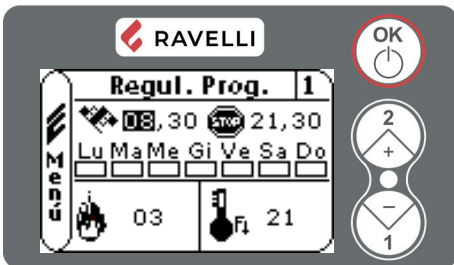 RAVELLI
OK
Regul. Prog. 1
08,30 STOP 21,30
Lu Ma Me Gi Ve Sa Do
Menú
03
21
2
+
−
1